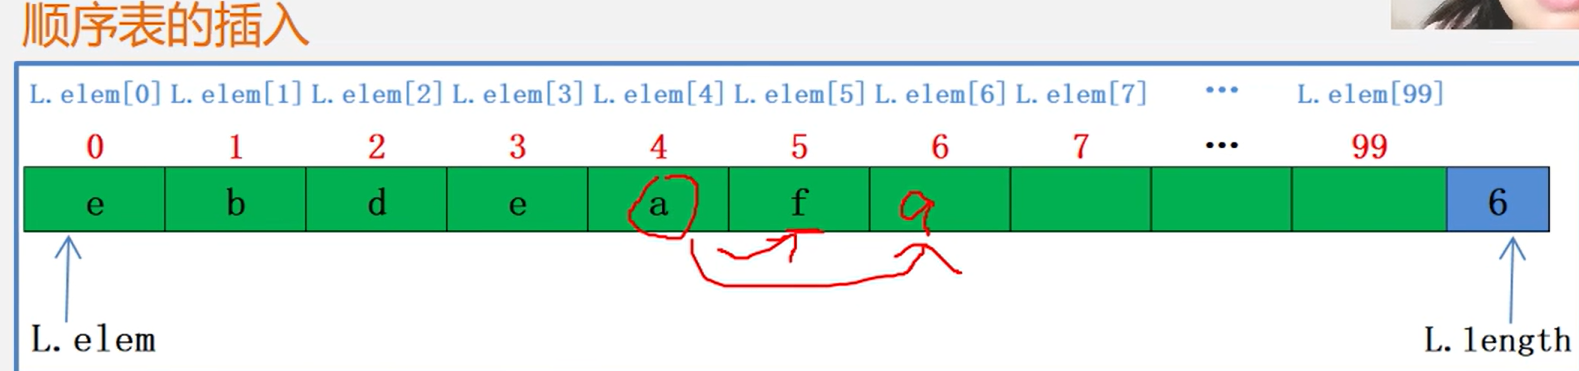 顺序表的插入
L.elem[0] L.elem[1] L.elem[2] L.elem[3] L.elem[4] L.elem[5] L.elem[6] L.elem[7] … L.elem[99]
0 1 2 3 4 5 6 7 … 99
e b d e a f a 6
L.elem L.length